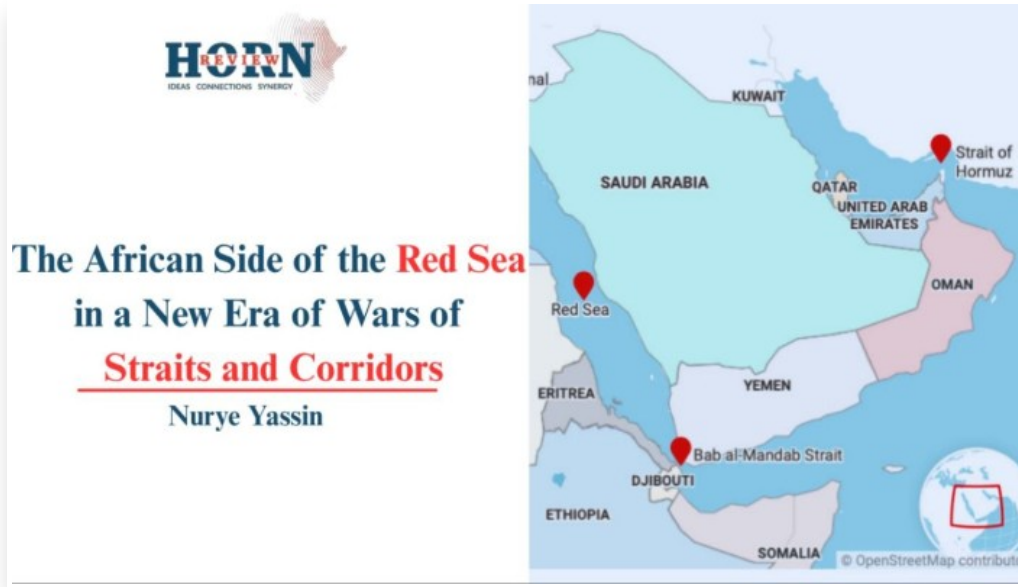 HORN
REVIEW
IDEAS CONNECTIONS SYNERGY
The African Side of the Red Sea
in a New Era of Wars of
Straits and Corridors
Nurye Yassin
nal
KUWAIT
Strait of
Hormuz
SAUDI ARABIA
QATAR
UNITED ARAB
EMIRATES
OMAN
Red Sea
ERITREA
YEMEN
Bab al-Mandab Strait
DJIBOUTI
ETHIOPIA
SOMALIA
© OpenStreetMap contribut